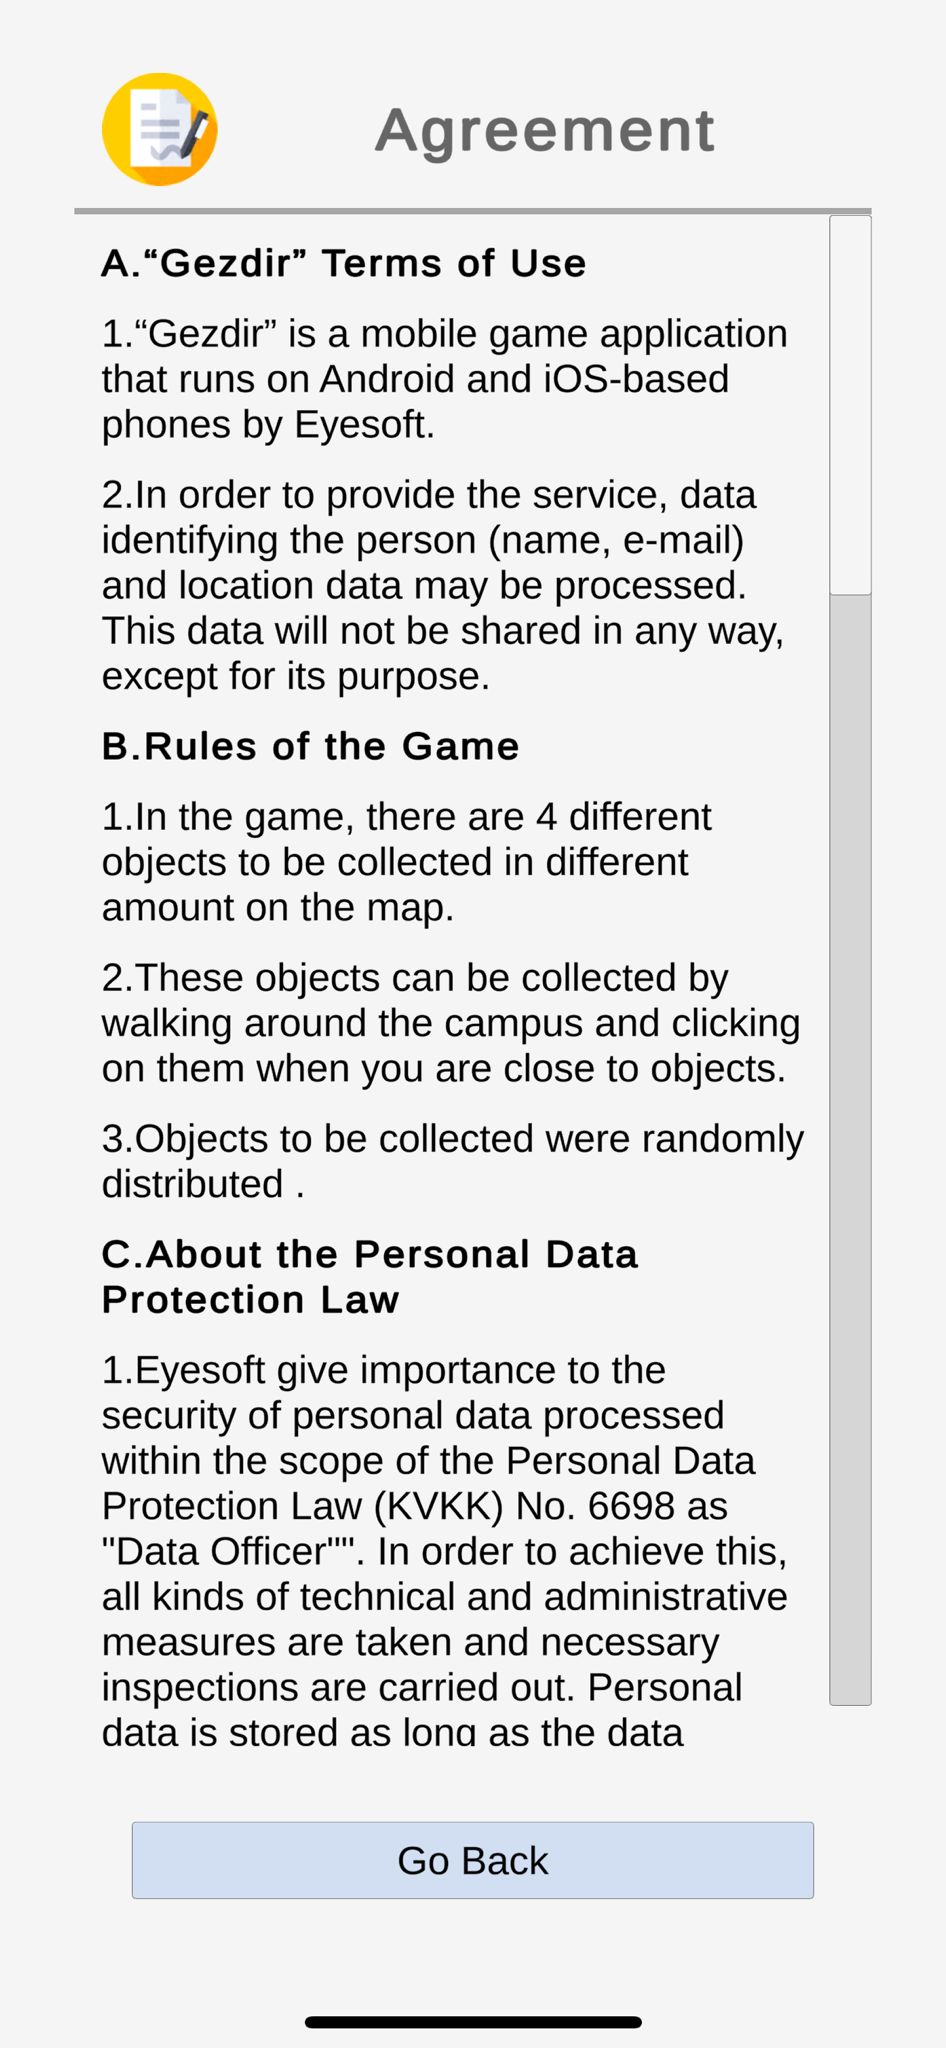 Agreement
A.“Gezdir” Terms of Use
1.“Gezdir” is a mobile game application
that runs on Android and iOS-based
phones by Eyesoft.
2.In order to provide the service, data
identifying the person (name, e-mail)
and location data may be processed.
This data will not be shared in any way,
except for its purpose.
B.Rules of the Game
1.In the game, there are 4 different
objects to be collected in different
amount on the map.
2.These objects can be collected by
walking around the campus and clicking
on them when you are close to objects.
3.Objects to be collected were randomly
distributed .
C.About the Personal Data
Protection Law
1.Eyesoft give importance to the
security of personal data processed
within the scope of the Personal Data
Protection Law (KVKK) No. 6698 as
"Data Officer"". In order to achieve this,
all kinds of technical and administrative
measures are taken and necessary
inspections are carried out. Personal
data is stored as long as the data
Go Back